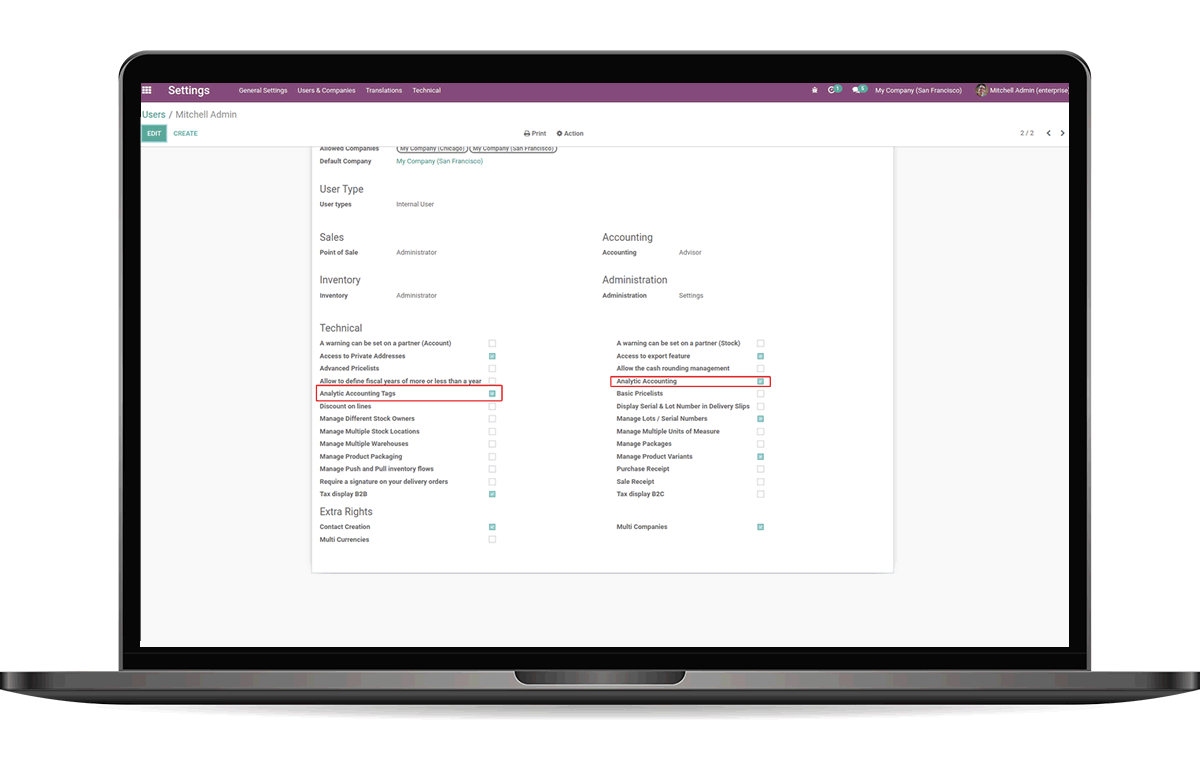 Settings General Settings Users & Companies Translations Technical 1 5 My Company (San Francisco) Mitchell Admin (enterprise)
Users / Mitchell Admin
EDIT CREATE Print Action 2 / 2
Allowed Companies My Company (Chicago) My Company (San Francisco)
Default Company My Company (San Francisco)
User Type
User types Internal User
Sales Accounting
Point of Sale Administrator Accounting Advisor
Inventory Administration
Inventory Administrator Administration Settings
Technical
A warning can be set on a partner (Account) A warning can be set on a partner (Stock)
Access to Private Addresses Access to export feature
Advanced Pricelists Allow the cash rounding management
Allow to define fiscal years of more or less than a year Analytic Accounting
Analytic Accounting Tags Basic Pricelists
Discount on lines Display Serial & Lot Number in Delivery Slips
Manage Different Stock Owners Manage Lots / Serial Numbers
Manage Multiple Stock Locations Manage Multiple Units of Measure
Manage Multiple Warehouses Manage Packages
Manage Product Packaging Manage Product Variants
Manage Push and Pull inventory flows Purchase Receipt
Require a signature on your delivery orders Sale Receipt
Tax display B2B Tax display B2C
Extra Rights
Contact Creation Multi Companies
Multi Currencies